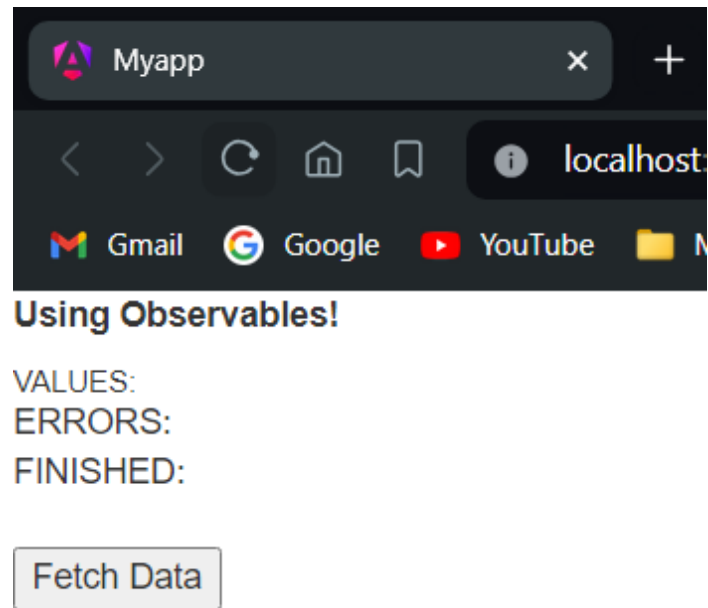 Myapp
localhost:
Gmail Google YouTube
Using Observables!
VALUES:
ERRORS:
FINISHED:
Fetch Data